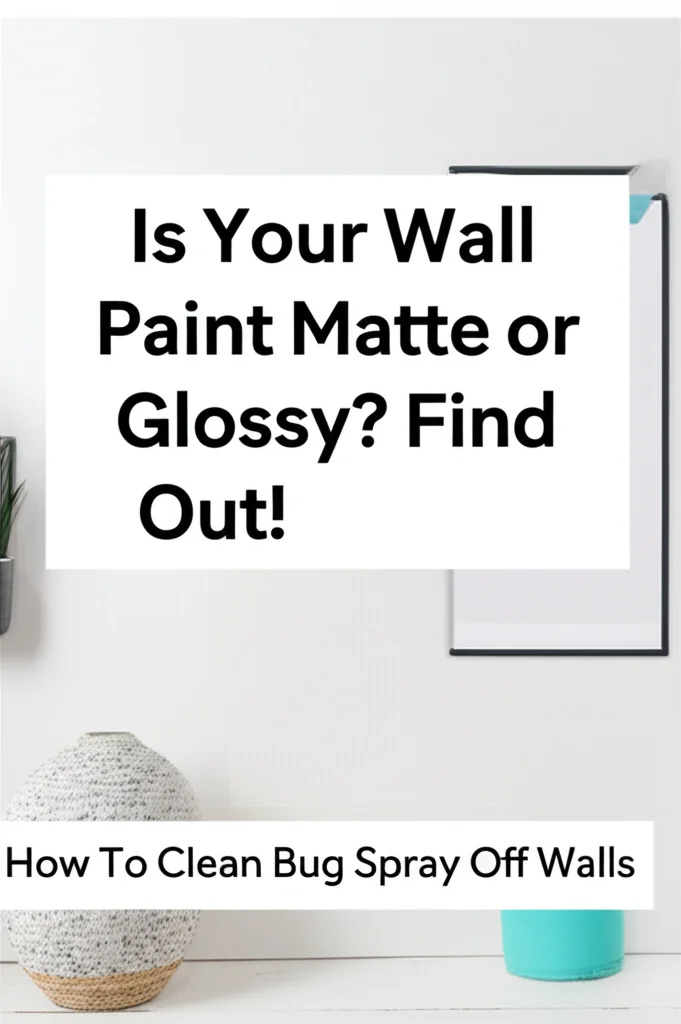 Is Your Wall
Paint Matte or
Glossy? Find
Out!
How To Clean Bug Spray Off Walls